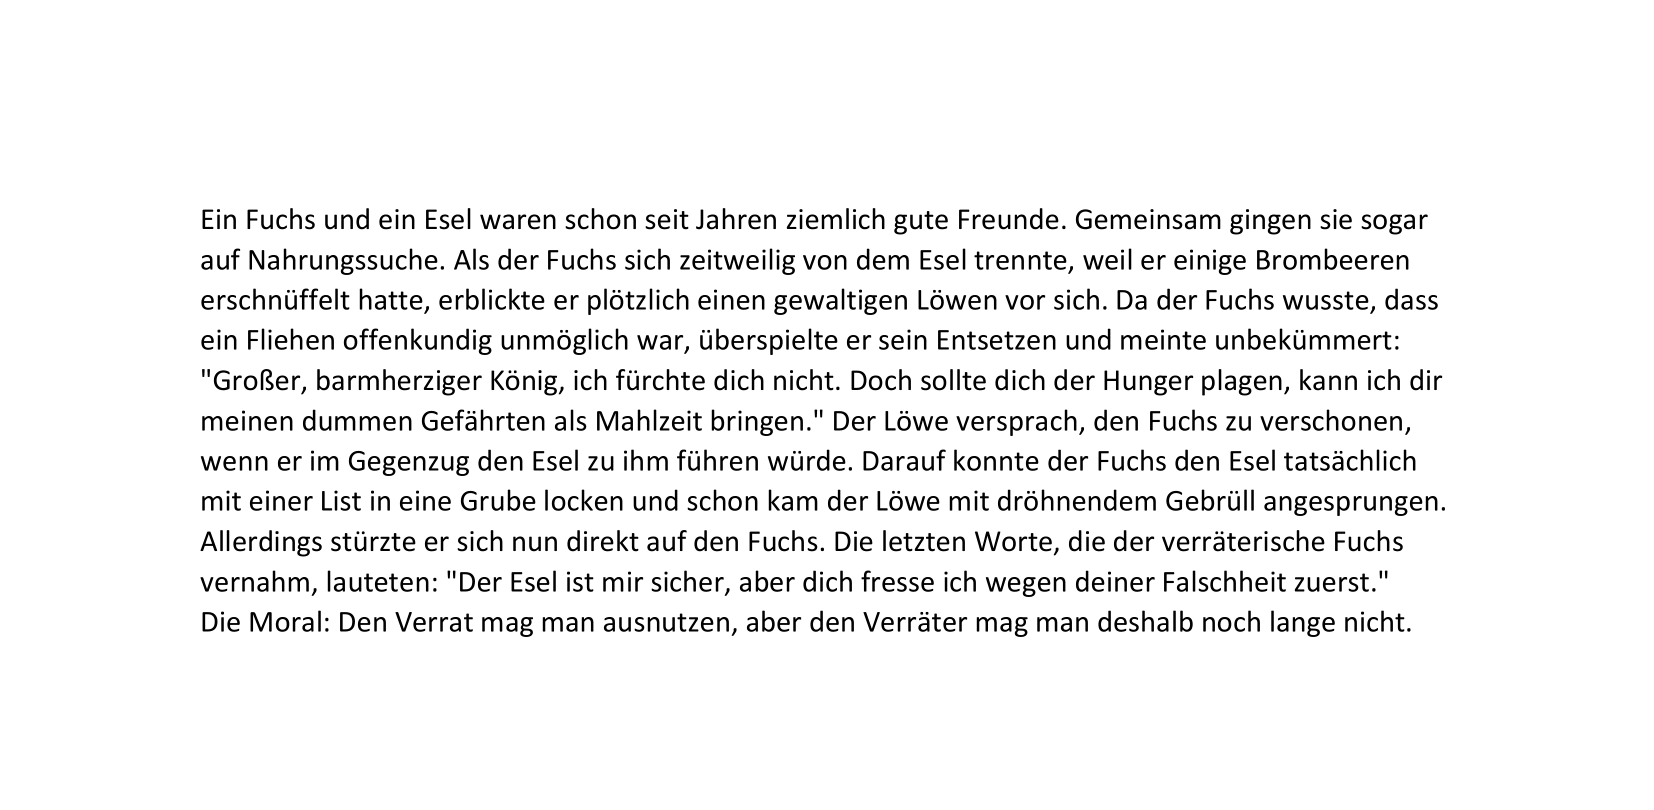 Ein Fuchs und ein Esel waren schon seit Jahren ziemlich gute Freunde. Gemeinsam gingen sie sogar
auf Nahrungssuche. Als der Fuchs sich zeitweilig von dem Esel trennte, weil er einige Brombeeren
erschnüffelt hatte, erblickte er plötzlich einen gewaltigen Löwen vor sich. Da der Fuchs wusste, dass
ein Fliehen offenkundig unmöglich war, überspielte er sein Entsetzen und meinte unbekümmert:
"Großer, barmherziger König, ich fürchte dich nicht. Doch sollte dich der Hunger plagen, kann ich dir
meinen dummen Gefährten als Mahlzeit bringen." Der Löwe versprach, den Fuchs zu verschonen,
wenn er im Gegenzug den Esel zu ihm führen würde. Darauf konnte der Fuchs den Esel tatsächlich
mit einer List in eine Grube locken und schon kam der Löwe mit dröhnendem Gebrüll angesprungen.
Allerdings stürzte er sich nun direkt auf den Fuchs. Die letzten Worte, die der verräterische Fuchs
vernahm, lauteten: "Der Esel ist mir sicher, aber dich fresse ich wegen deiner Falschheit zuerst."
Die Moral: Den Verrat mag man ausnutzen, aber den Verräter mag man deshalb noch lange nicht.